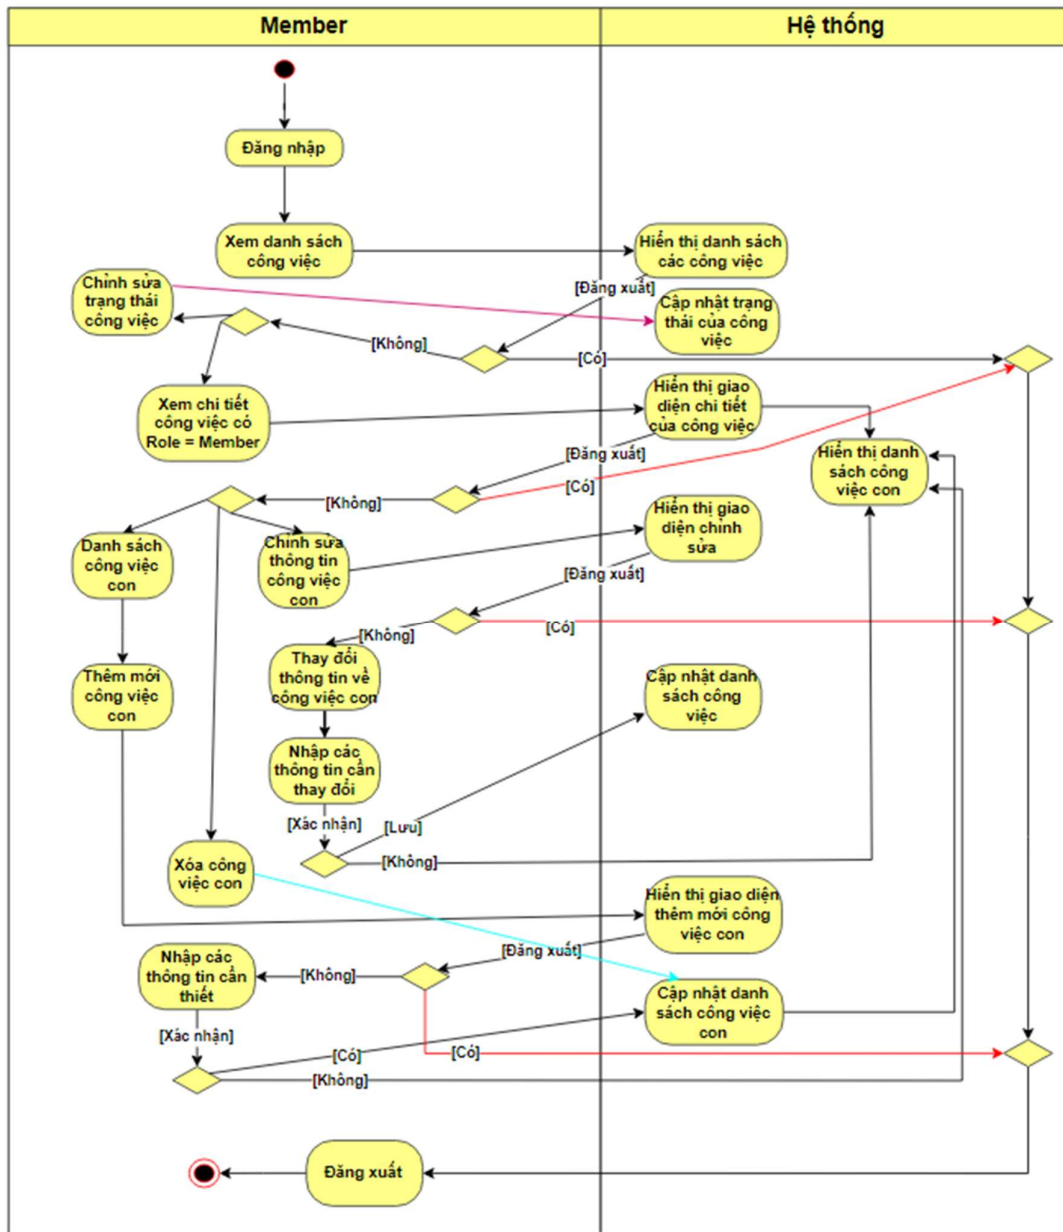 Member
Hệ thống
Đăng nhập
Xem danh sách
công việc
Hiển thị danh sách
các công việc
[Đăng xuất]
Chỉnh sửa
trạng thái
công việc
Cập nhật trạng
thái của công
việc
[Không]
[Có]
Xem chi tiết
công việc có
Role = Member
Hiển thị giao
diện chi tiết
của công việc
Hiển thị danh
sách công
việc con
[Đăng xuất]
[Không]
[Có]
Danh sách
công việc
con
Chỉnh sửa
thông tin
công việc
con
Hiển thị giao
diện chỉnh
sửa
[Đăng xuất]
[Không]
[Có]
Thay đổi
thông tin về
công việc con
Thêm mới
công việc
con
Cập nhật danh
sách công
việc
Nhập các
thông tin cần
thay đổi
[Xác nhận]
[Lưu]
[Không]
Xóa công
việc con
Hiển thị giao diện
thêm mới công
việc con
[Đăng xuất]
[Không]
[Có]
Nhập các
thông tin cần
thiết
Cập nhật danh
sách công việc
con
[Xác nhận]
[Có]
[Không]
Đăng xuất